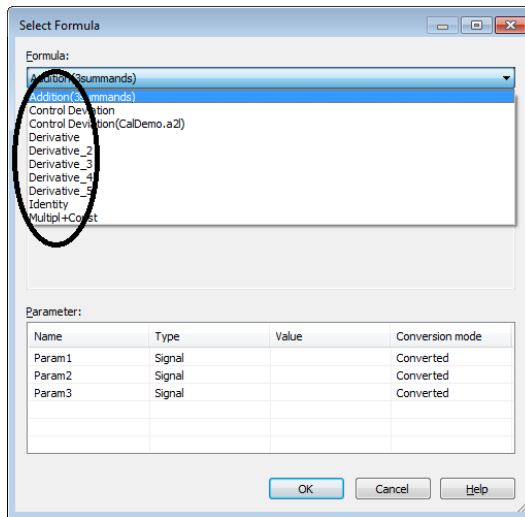 Select Formula
Formula:
Addition(3summands)
Addition(3summands)
Control Deviation
Control Deviation(CalDemo.a2l)
Derivative
Derivative_2
Derivative_3
Derivative_4
Derivative_5
Identity
Multipl+Const
Parameter:
Name Type Value Conversion mode
Param1 Signal Converted
Param2 Signal Converted
Param3 Signal Converted
OK Cancel Help